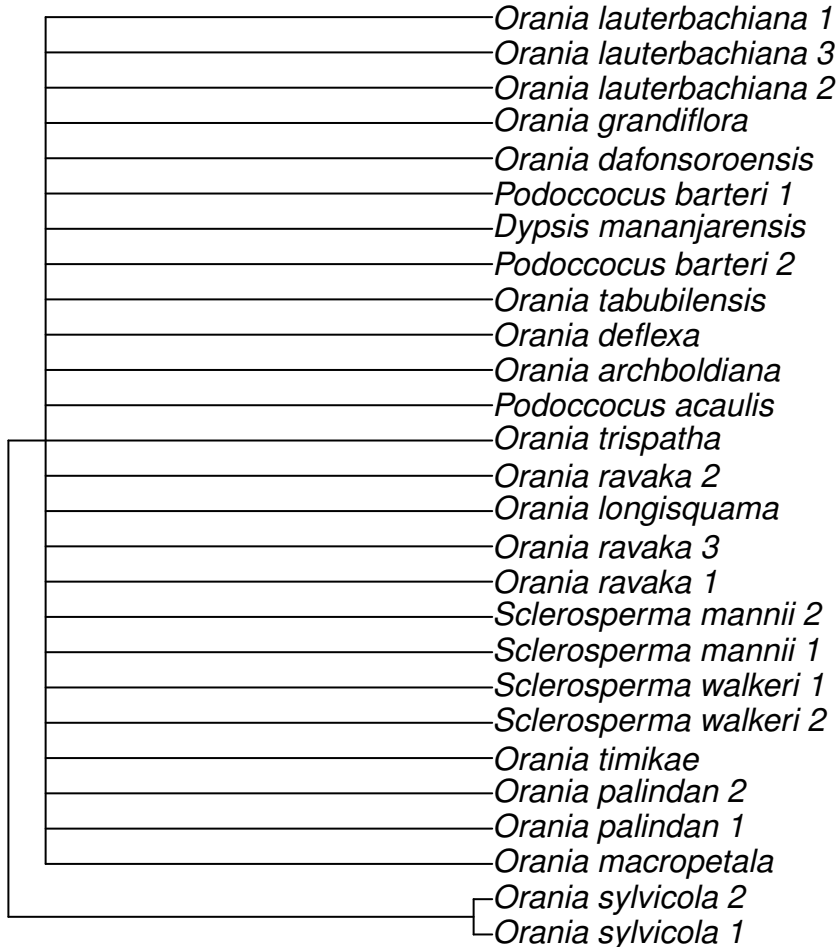 Orania lauterbachiana 1
Orania lauterbachiana 3
Orania lauterbachiana 2
Orania grandiflora
Orania dafonsoroensis
Podoccocus barteri 1
Dypsis mananjarensis
Podoccocus barteri 2
Orania tabubilensis
Orania deflexa
Orania archboldiana
Podoccocus acaulis
Orania trispatha
Orania ravaka 2
Orania longisquama
Orania ravaka 3
Orania ravaka 1
Sclerosperma mannii 2
Sclerosperma mannii 1
Sclerosperma walkeri 1
Sclerosperma walkeri 2
Orania timikae
Orania palindan 2
Orania palindan 1
Orania macropetala
Orania sylvicola 2
Orania sylvicola 1